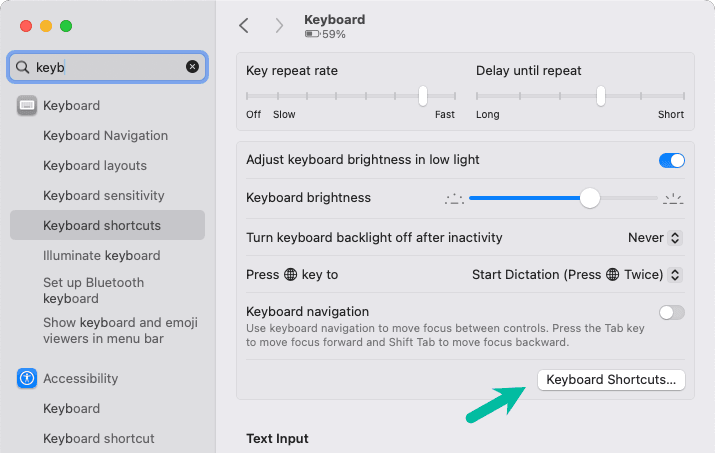 keyb
Keyboard
Keyboard Navigation
Keyboard layouts
Keyboard sensitivity
Keyboard shortcuts
Illuminate keyboard
Set up Bluetooth
keyboard
Show keyboard and emoji
viewers in menu bar
Accessibility
Keyboard
Keyboard shortcut
Keyboard
59%
Key repeat rate
Off Slow Fast
Delay until repeat
Long Short
Adjust keyboard brightness in low light
Keyboard brightness
Turn keyboard backlight off after inactivity Never
Press key to Start Dictation (Press Twice)
Keyboard navigation
Use keyboard navigation to move focus between controls. Press the Tab key
to move focus forward and Shift Tab to move focus backward.
Keyboard Shortcuts...
Text Input